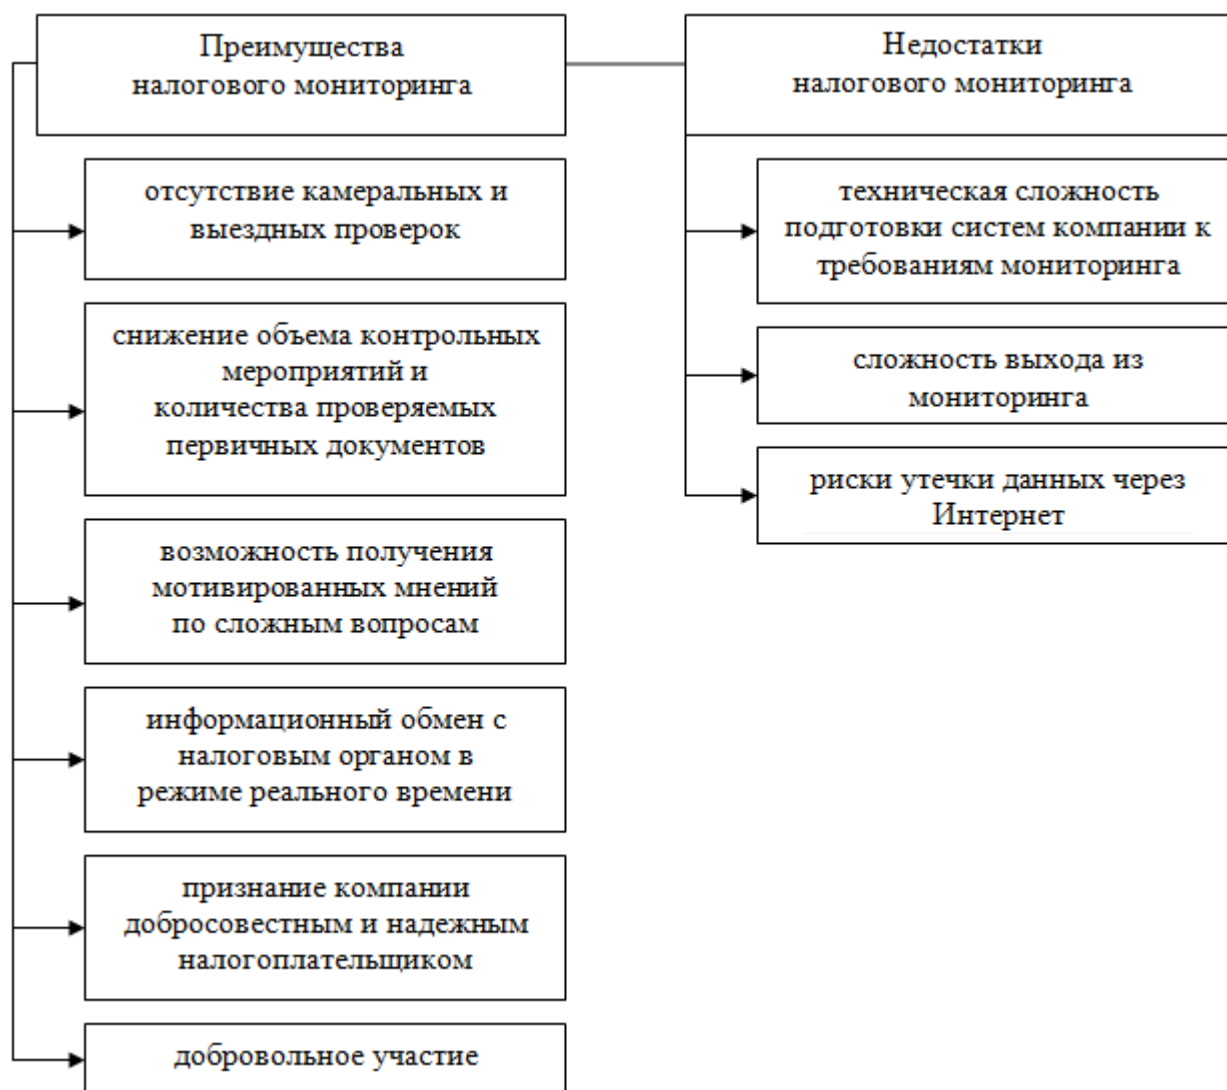 Преимущества
налогового мониторинга
отсутствие камеральных и
выездных проверок
снижение объема контрольных
мероприятий и
количества проверяемых
первичных документов
возможность получения
мотивированных мнений
по сложным вопросам
информационный обмен с
налоговым органом в
режиме реального времени
признание компании
добросовестным и надежным
налогоплательщиком
добровольное участие
Недостатки
налогового мониторинга
техническая сложность
подготовки систем компании к
требованиям мониторинга
сложность выхода из
мониторинга
риски утечки данных через
Интернет